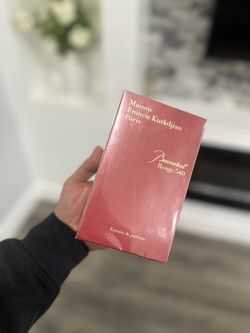 Maison
Francis Kurkdjian
Paris
Baccarat
Rouge 540
Extrait de parfum